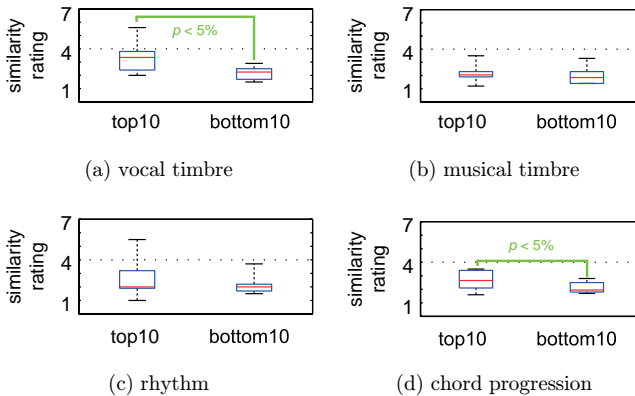 7
4
1
similarity
rating
p < 5%
top10 bottom10
(a) vocal timbre
7
4
1
similarity
rating
top10 bottom10
(b) musical timbre
7
4
1
similarity
rating
top10 bottom10
(c) rhythm
7
4
1
similarity
rating
p < 5%
top10 bottom10
(d) chord progression